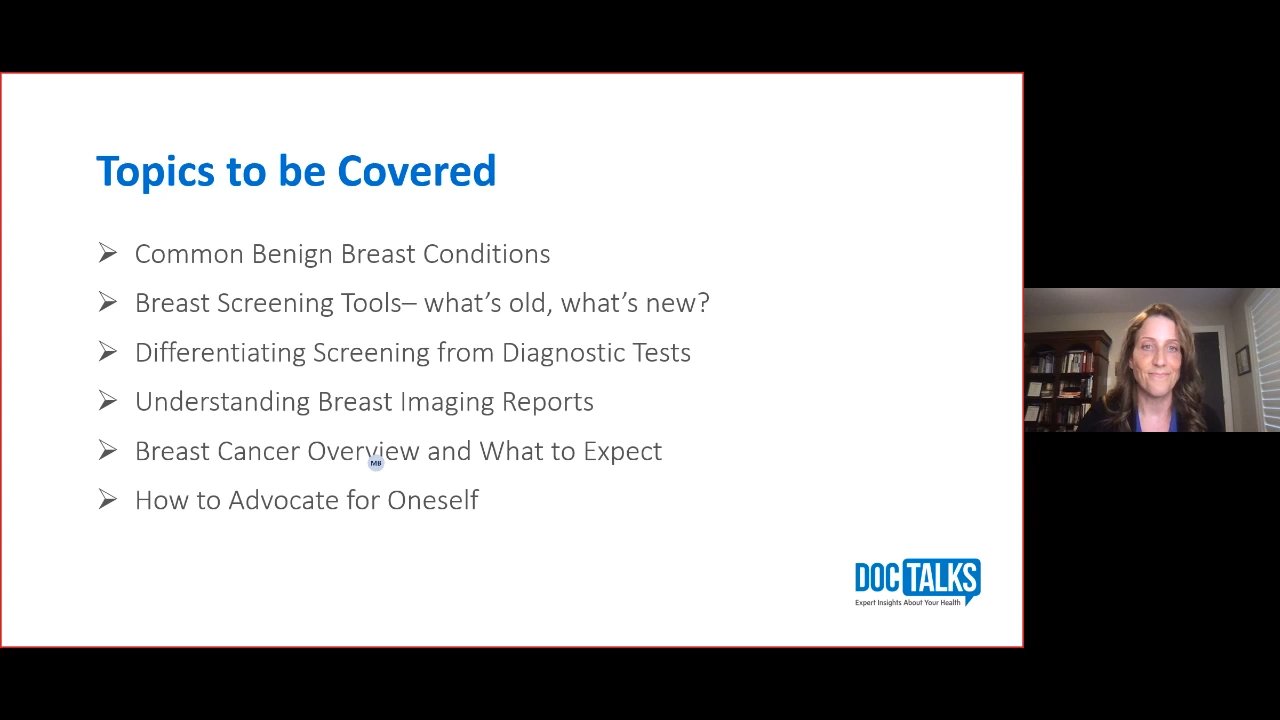 Topics to be Covered
Common Benign Breast Conditions
Breast Screening Tools– what's old, what's new?
Differentiating Screening from Diagnostic Tests
Understanding Breast Imaging Reports
Breast Cancer Overview and What to Expect
MB
How to Advocate for Oneself
DOC TALKS
Expert Insights About Your Health